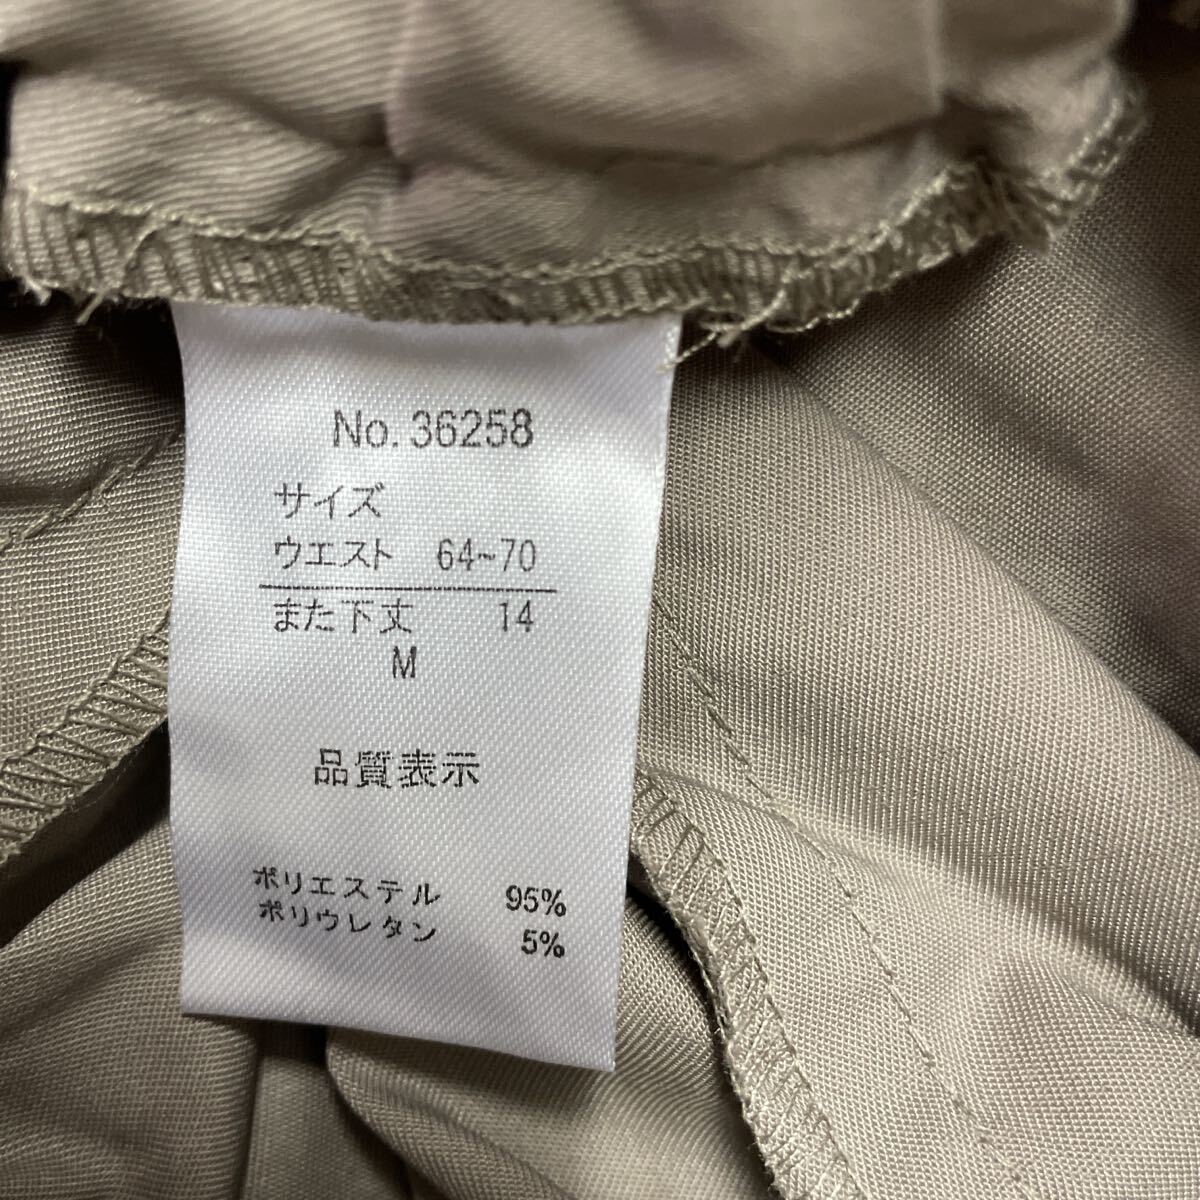 No. 36258
サイズ
ウエスト 64~70
また下丈 14
M
品質表示
ポリエステル 95%
ポリウレタン 5%